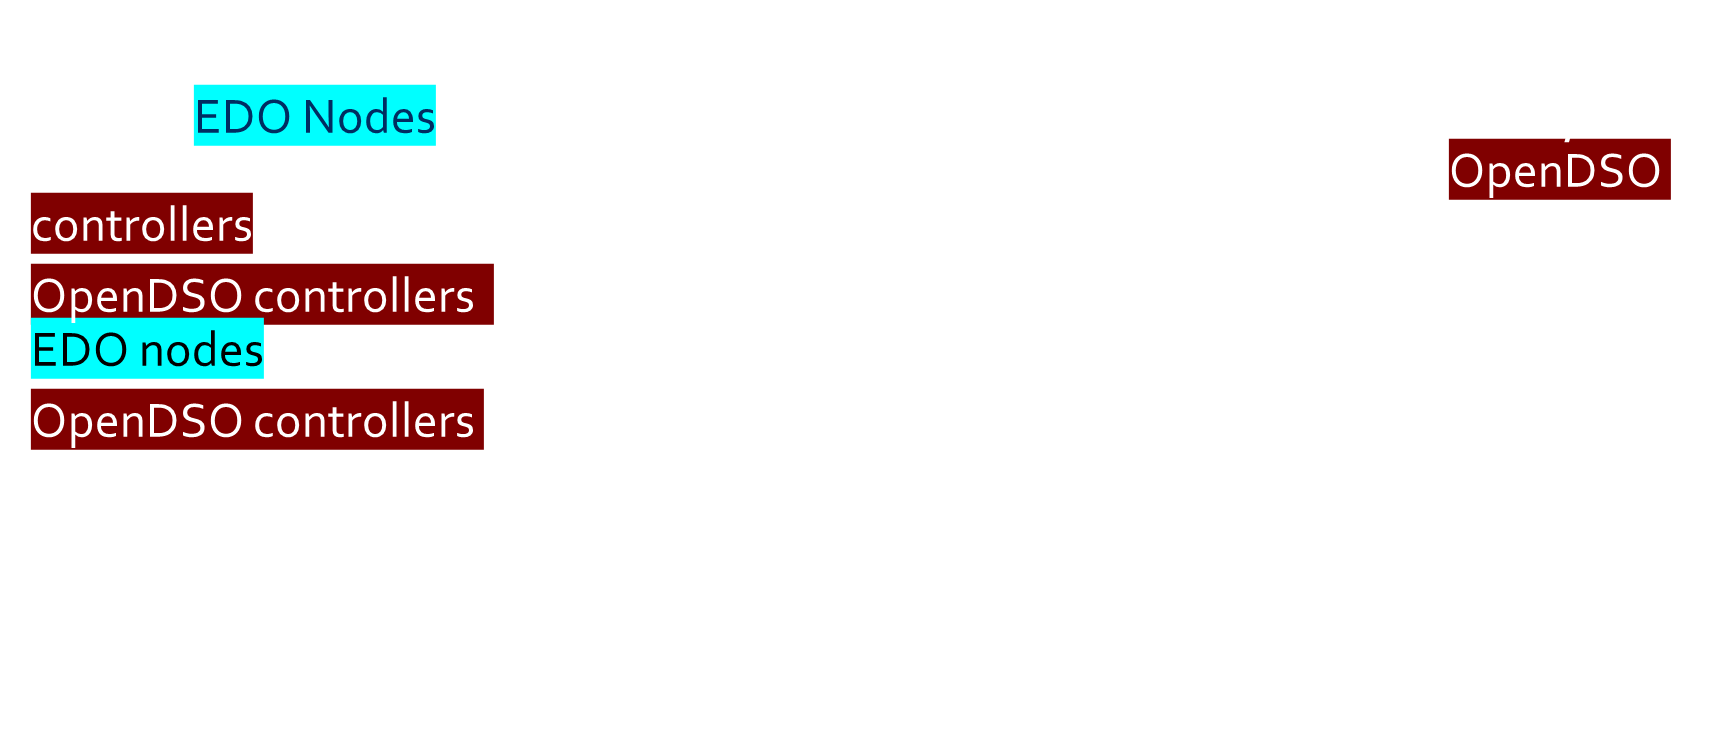 EDO Nodes
OpenDSO
controllers
OpenDSO controllers
EDO nodes
OpenDSO controllers